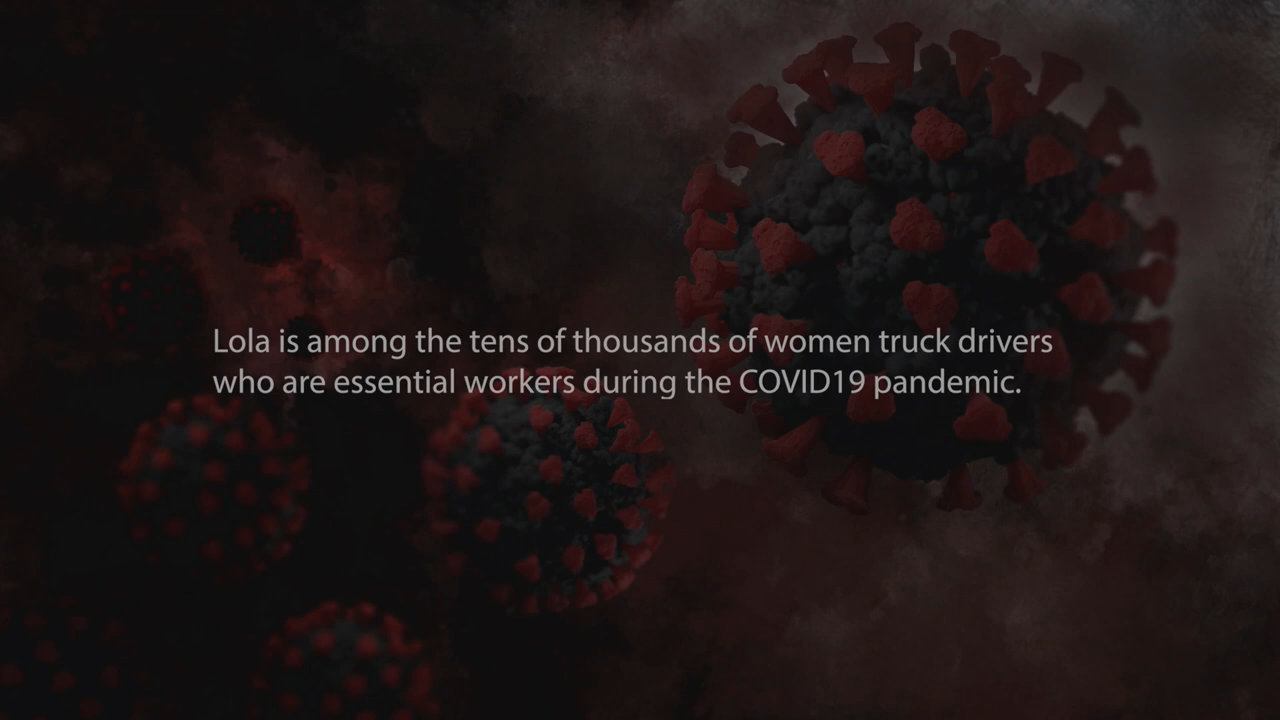 Lola is among the tens of thousands of women truck drivers
who are essential workers during the COVID19 pandemic.